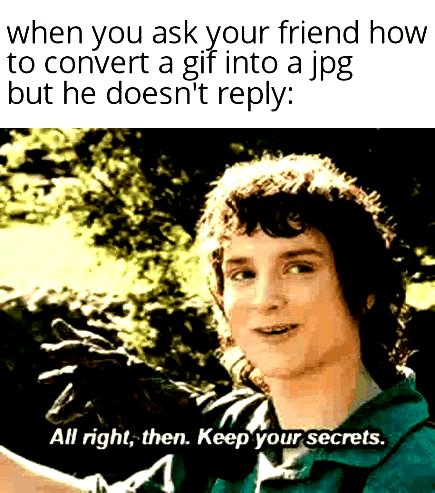 when you ask your friend how
to convert a gif into a jpg
but he doesn't reply:
All right, then. Keep your secrets.